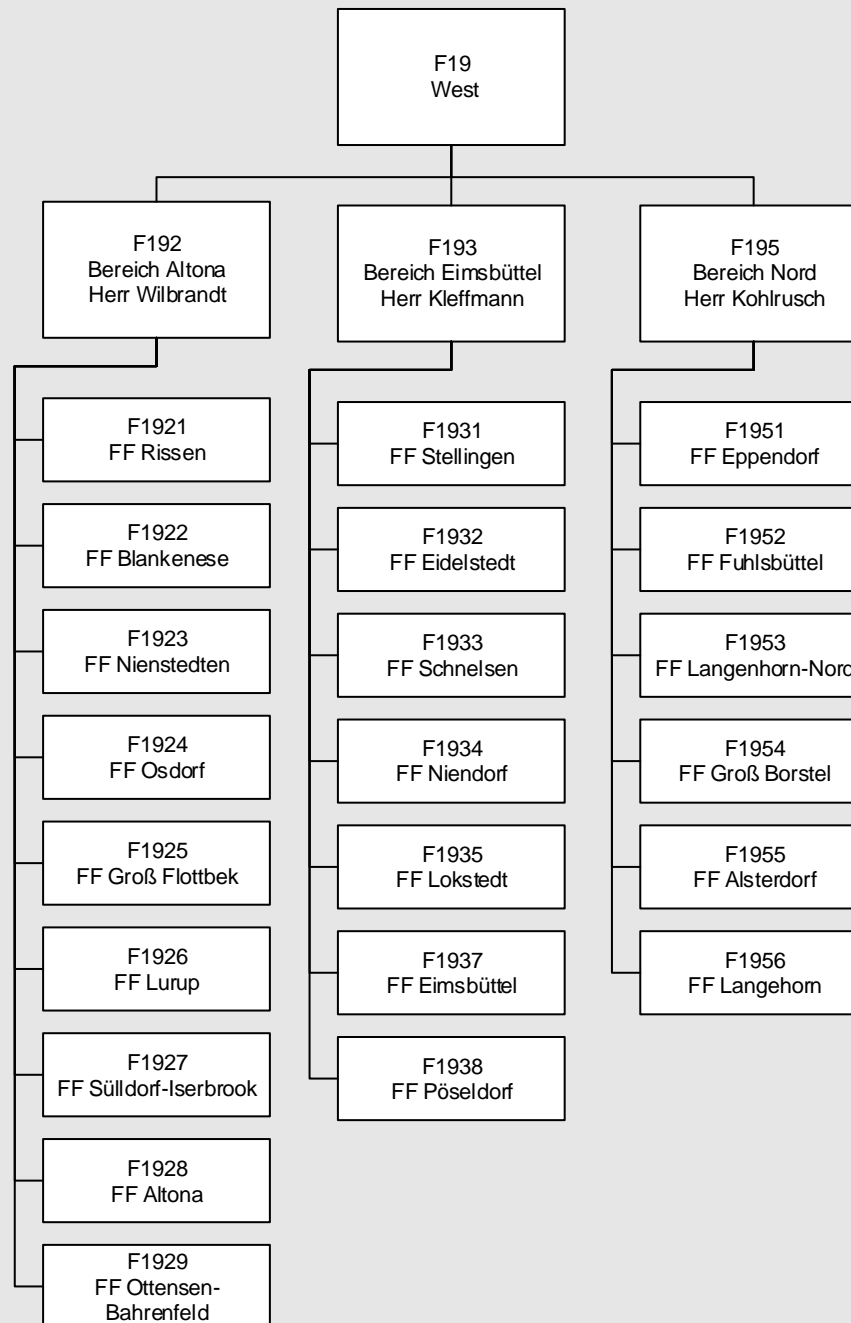 F19
West
F192
Bereich Altona
Herr Wilbrandt
F193
Bereich Eimsbüttel
Herr Kleffmann
F195
Bereich Nord
Herr Kohlrusch
F1921
FF Rissen
F1922
FF Blankenese
F1923
FF Nienstedten
F1924
FF Osdorf
F1925
FF Groß Flottbek
F1926
FF Lurup
F1927
FF Sülldorf-Iserbrook
F1928
FF Altona
F1929
FF Ottensen-
Bahrenfeld
F1931
FF Stellingen
F1932
FF Eidelstedt
F1933
FF Schnelsen
F1934
FF Niendorf
F1935
FF Lokstedt
F1937
FF Eimsbüttel
F1938
FF Pöseldorf
F1951
FF Eppendorf
F1952
FF Fuhlsbüttel
F1953
FF Langenhorn-Nord
F1954
FF Groß Borstel
F1955
FF Alsterdorf
F1956
FF Langehorn